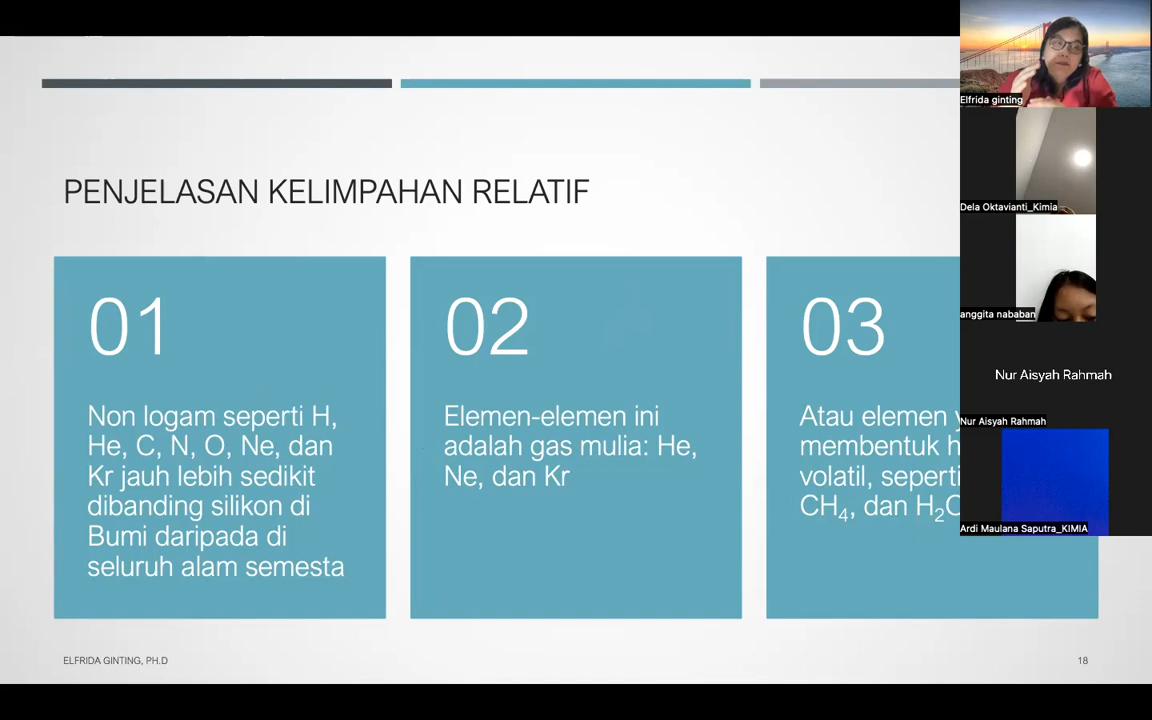 PENJELASAN KELIMPAHAN RELATIF
01
Non logam seperti H,
He, C, N, O, Ne, dan
Kr jauh lebih sedikit
dibanding silikon di
Bumi daripada di
seluruh alam semesta
02
Elemen-elemen ini
adalah gas mulia: He,
Ne, dan Kr
03
Atau elemen
membentuk
volatil, seperti
CH₄, dan
ELFRIDA GINTING, PH.D
18
Elfrida ginting
Dela Oktavianti_Kimia
anggita nababan
Nur Aisyah Rahmah
Nur Aisyah Rahmah
Ardi Maulana Saputra_KIMIA